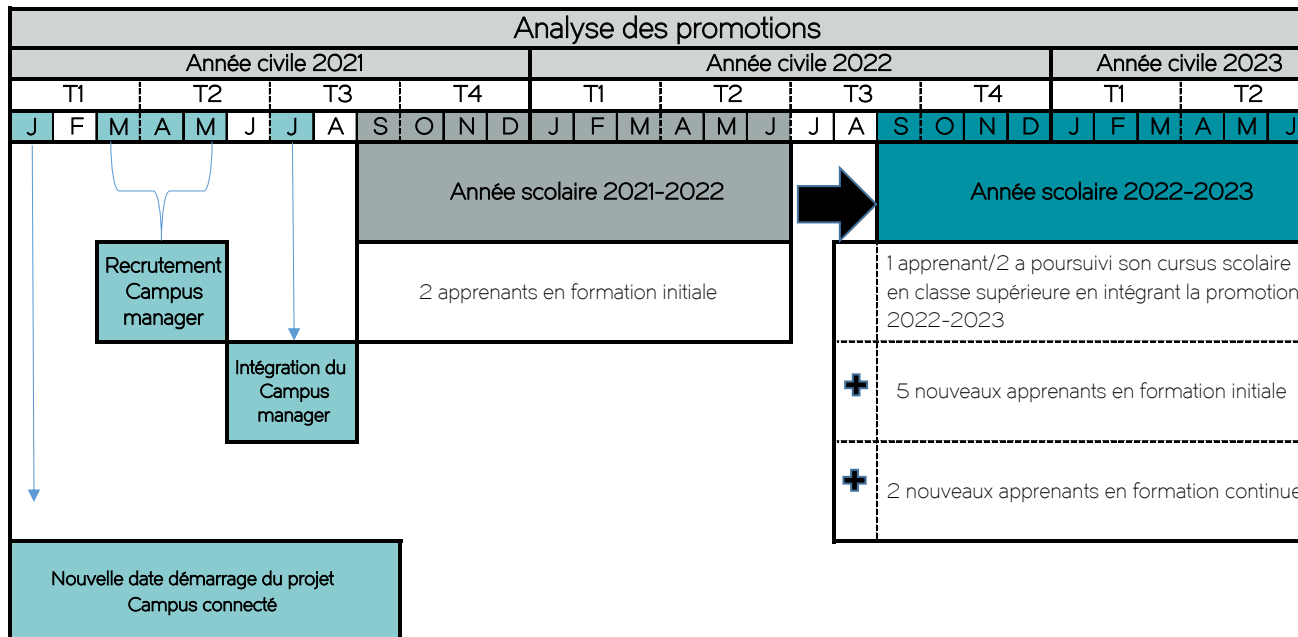 Analyse des promotions
Année civile 2021 Année civile 2022 Année civile 2023
T1 T2 T3 T4 T1 T2 T3 T4 T1 T2
J F M A M J J A S O N D J F M A M J J A S O N D J F M A M J
Année scolaire 2021-2022
Année scolaire 2022-2023
Recrutement
Campus
manager
2 apprenants en formation initiale
1 apprenant/2 a poursuivi son cursus scolaire
en classe supérieure en intégrant la promotion
2022-2023
Intégration du
Campus
manager
5 nouveaux apprenants en formation initiale
2 nouveaux apprenants en formation continue
Nouvelle date démarrage du projet
Campus connecté